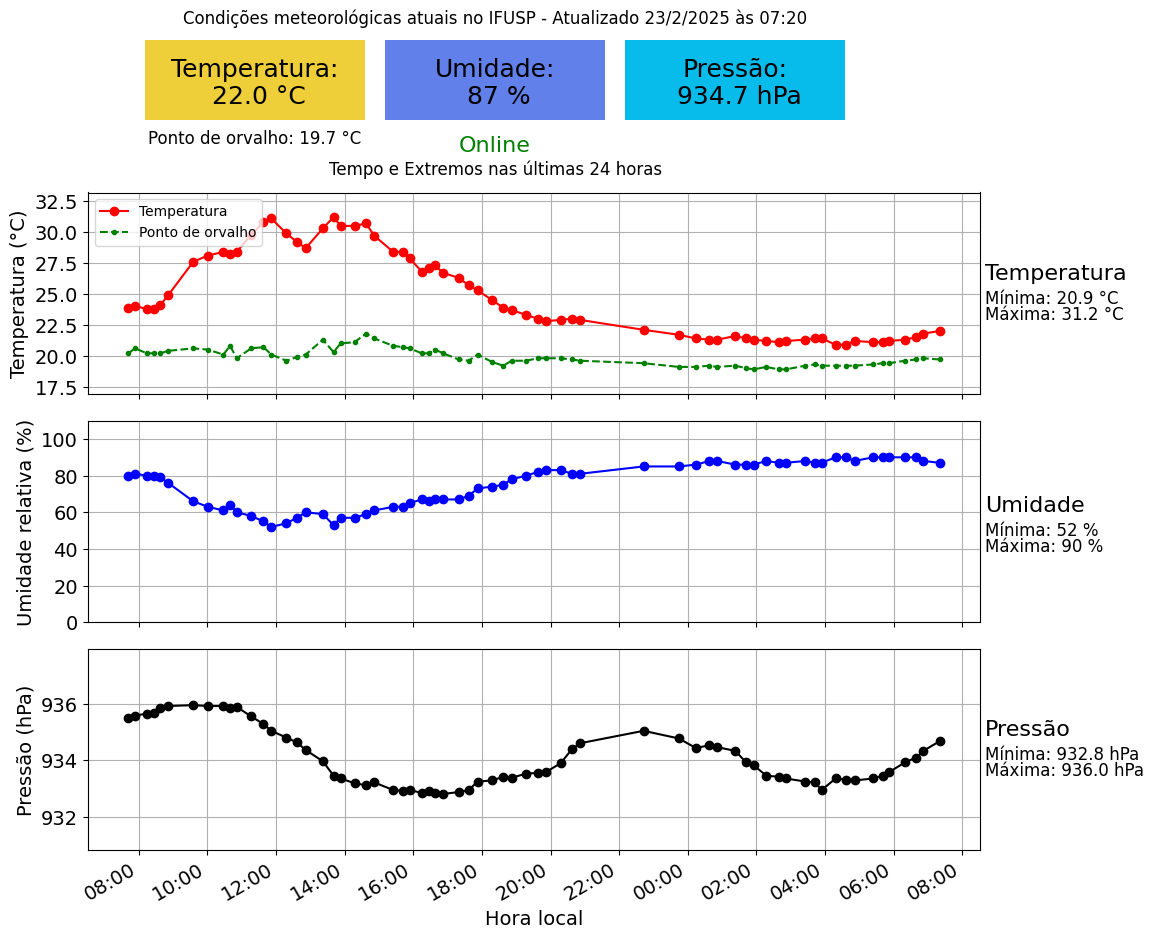 Condições meteorológicas atuais no IFUSP - Atualizado 23/2/2025 às 07:20
Temperatura:
22.0 °C
Umidade:
87 %
Pressão:
934.7 hPa
Ponto de orvalho: 19.7 °C
Online
Tempo e Extremos nas últimas 24 horas
Temperatura (°C)
32.5
30.0
27.5
25.0
22.5
20.0
17.5
Temperatura
Ponto de orvalho
Temperatura
Mínima: 20.9 °C
Máxima: 31.2 °C
Umidade relativa (%)
100
80
60
40
20
0
Umidade
Mínima: 52 %
Máxima: 90 %
Pressão (hPa)
936
934
932
Pressão
Mínima: 932.8 hPa
Máxima: 936.0 hPa
08:00
10:00
12:00
14:00
16:00
18:00
20:00
22:00
00:00
02:00
04:00
06:00
08:00
Hora local